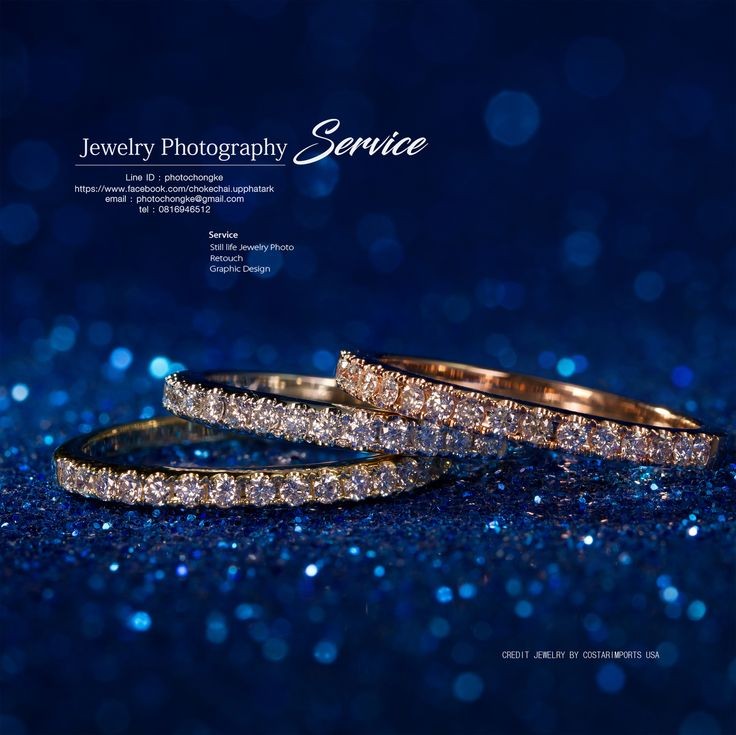 Jewelry Photography Service
Line ID : photochongke
https://www.facebook.com/chokechai.upphatark
email : photochongke@gmail.com
tel : 0816946512
Service
Still life Jewelry Photo
Retouch
Graphic Design
CREDIT JEWELRY BY COSTARIMPORTS USA